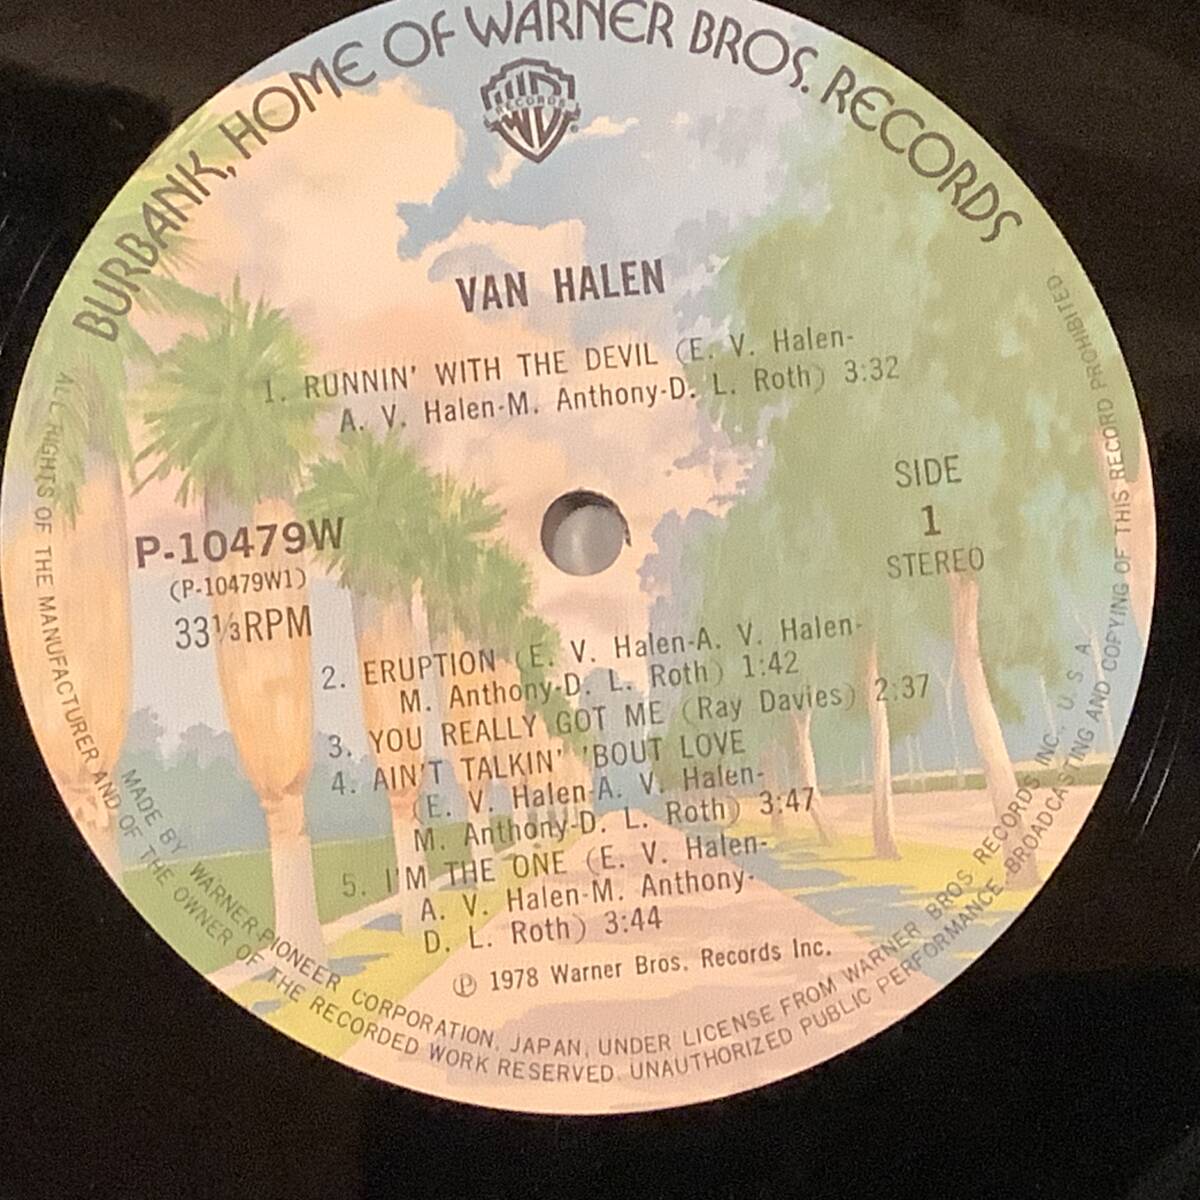 BURBANK, HOME OF WARNER BROS. RECORDS
RECORDS
VAN HALEN
1. RUNNIN' WITH THE DEVIL (E. V. Halen-
A. V. Halen-M. Anthony-D. L. Roth) 3:32
P-10479W
(P-10479W1)
33⅓RPM
SIDE
1
STEREO
2. ERUPTION (E. V. Halen-A. V. Halen-
M. Anthony-D. L. Roth) 1:42
3. YOU REALLY GOT ME (Ray Davies) 2:37
4. AIN'T TALKIN' 'BOUT LOVE
(E. V. Halen-A. V. Halen-
M. Anthony-D. L. Roth) 3:47
5. I'M THE ONE (E. V. Halen-
A. V. Halen-M. Anthony-
D. L. Roth) 3:44
℗ 1978 Warner Bros. Records Inc.
MADE BY WARNER-PIONEER CORPORATION, JAPAN, UNDER LICENSE FROM WARNER BROS. RECORDS INC., U. S. A.
ALL RIGHTS OF THE MANUFACTURER AND OF THE OWNER OF THE RECORDED WORK RESERVED. UNAUTHORIZED PUBLIC PERFORMANCE. BROADCASTING AND COPYING OF THIS RECORD PROHIBITED